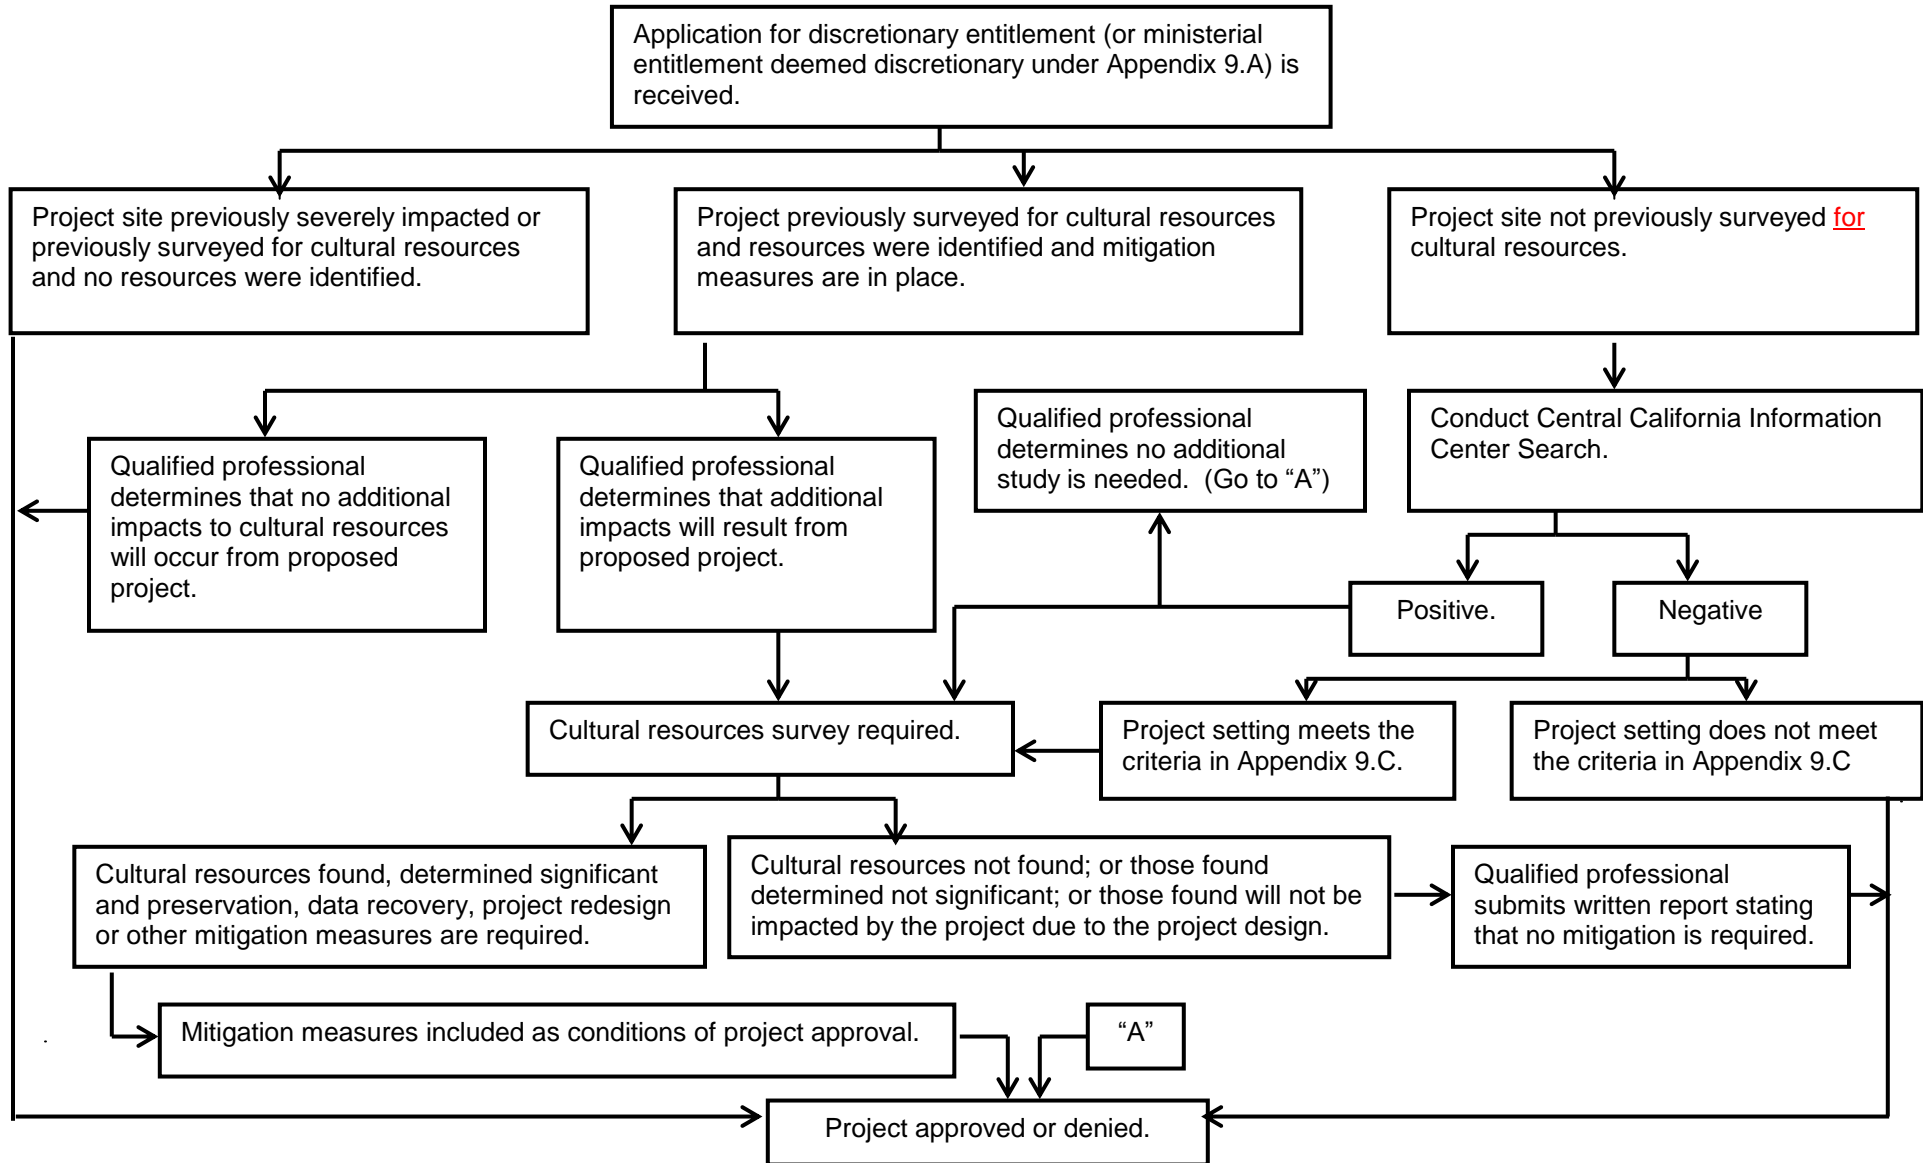 Application for discretionary entitlement (or ministerial
entitlement deemed discretionary under Appendix 9.A) is
received.
Project site previously severely impacted or
previously surveyed for cultural resources
and no resources were identified.
Project previously surveyed for cultural resources
and resources were identified and mitigation
measures are in place.
Project site not previously surveyed for
cultural resources.
Qualified professional
determines that no additional
impacts to cultural resources
will occur from proposed
project.
Qualified professional
determines that additional
impacts will result from
proposed project.
Qualified professional
determines no additional
study is needed.  (Go to “A”)
Conduct Central California Information
Center Search.
Positive.
Negative
Cultural resources survey required.
Project setting meets the
criteria in Appendix 9.C.
Project setting does not meet
the criteria in Appendix 9.C
Cultural resources found, determined significant
and preservation, data recovery, project redesign
or other mitigation measures are required.
Cultural resources not found; or those found
determined not significant; or those found will not be
impacted by the project due to the project design.
Qualified professional
submits written report stating
that no mitigation is required.
Mitigation measures included as conditions of project approval.
“A”
Project approved or denied.